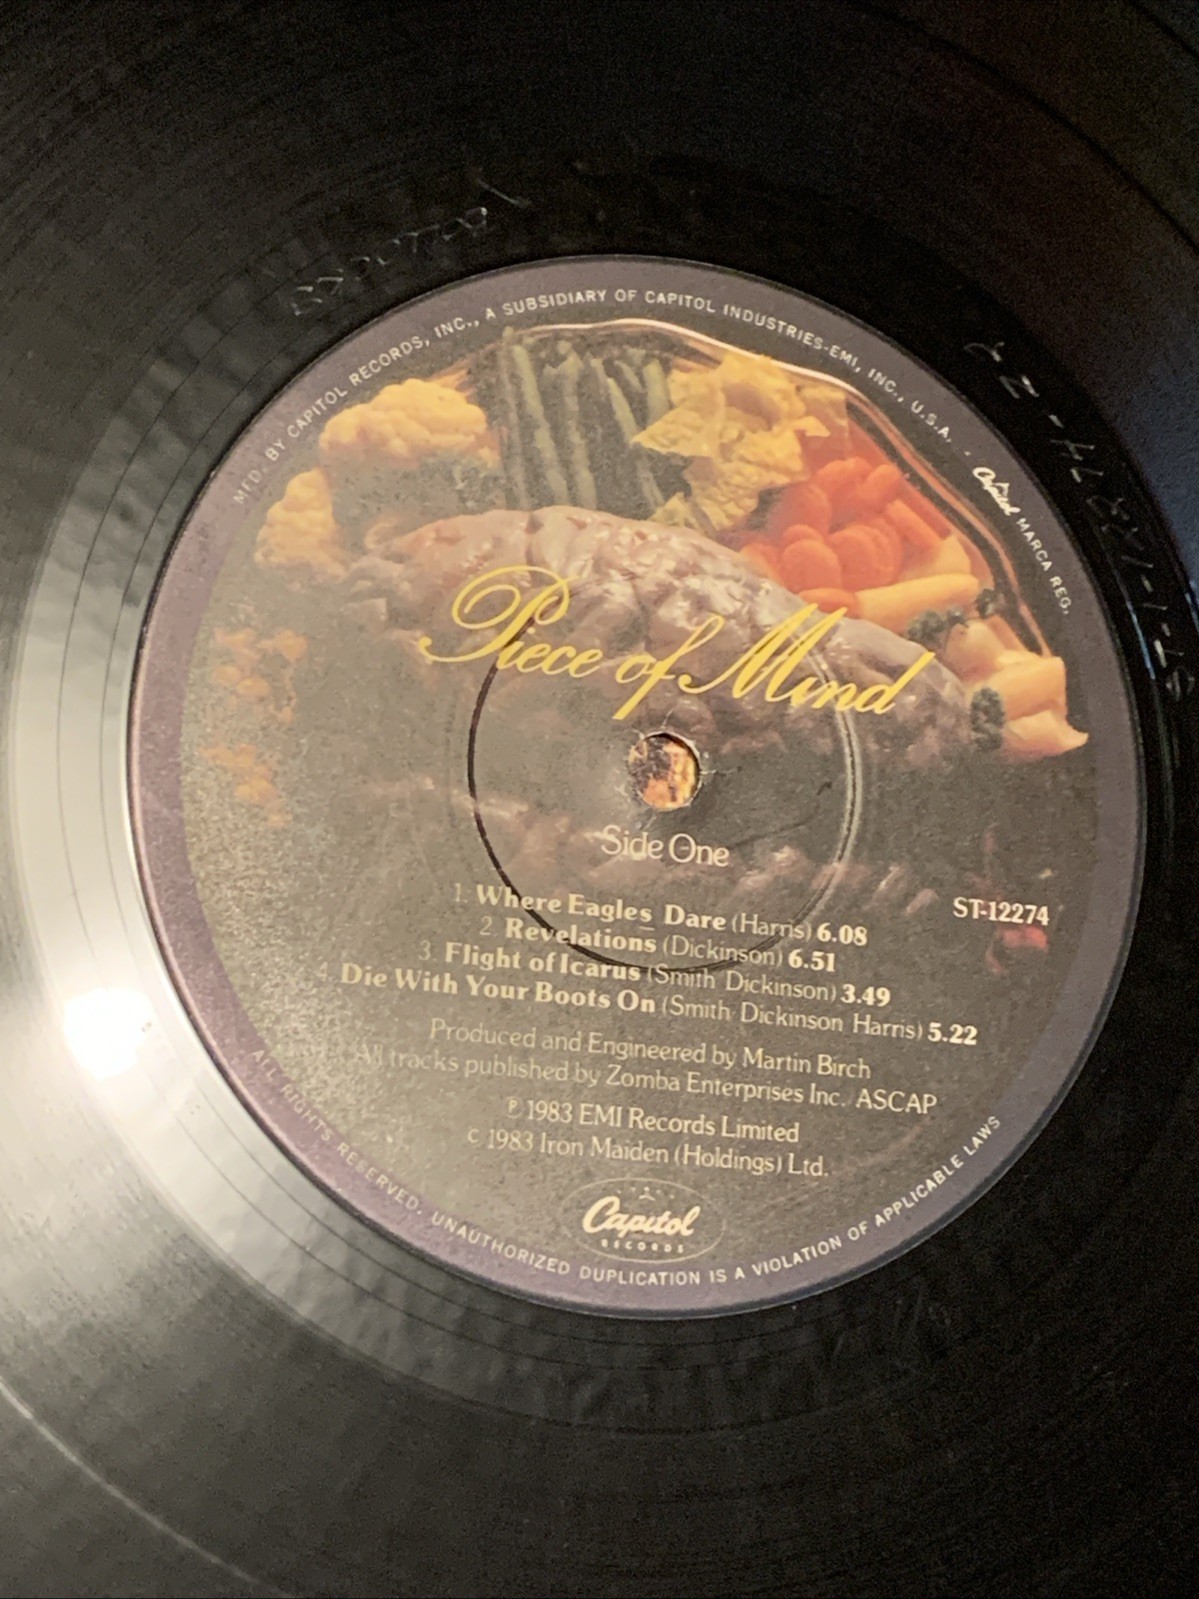 MFD. BY CAPITOL RECORDS, INC., A SUBSIDIARY OF CAPITOL INDUSTRIES-EMI, INC., U.S.A. . Capitol MARCA REG.
Piece of Mind
Side One
ST-12274
1. Where Eagles Dare (Harris) 6.08
2. Revelations (Dickinson) 6.51
3. Flight of Icarus (Smith Dickinson) 3.49
4. Die With Your Boots On (Smith Dickinson Harris) 5.22
Produced and Engineered by Martin Birch
All tracks published by Zomba Enterprises Inc. ASCAP
℗ 1983 EMI Records Limited
c 1983 Iron Maiden (Holdings) Ltd.
Capitol
RECORDS
ALL RIGHTS RESERVED. UNAUTHORIZED DUPLICATION IS A VIOLATION OF APPLICABLE LAWS